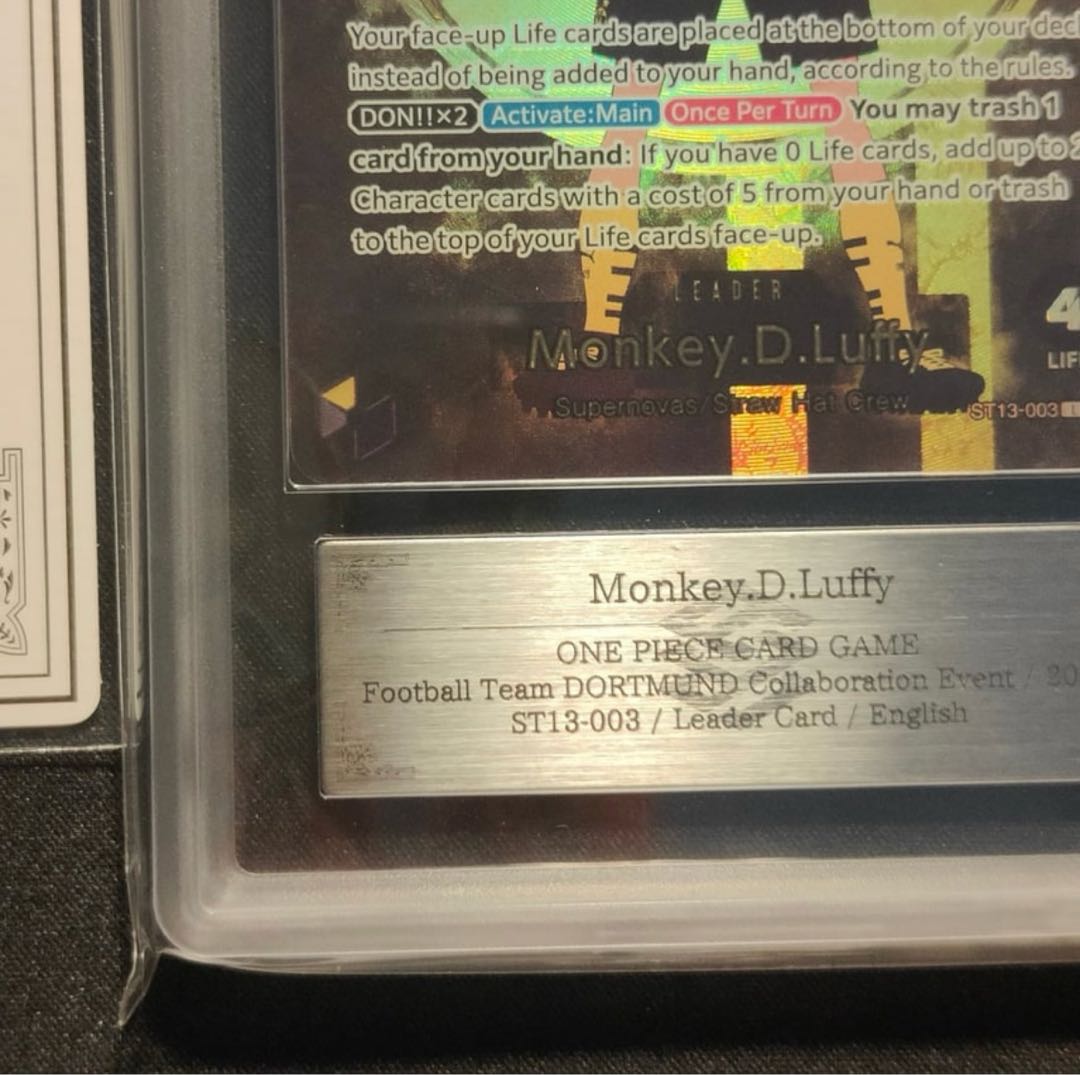 Your face-up Life cards are placed at the bottom of your
instead of being added to your hand, according to the rules.
DON!!×2 Activate:Main Once Per Turn You may trash 1
card from your hand: If you have 0 Life cards, add up to 2
Character cards with a cost of 5 from your hand or trash
to the top of your Life cards face-up.
LEADER
4
Monkey.D.Luffy
LIF
Supernovas/Straw Hat Crew
ST13-003 L
Monkey.D.Luffy
ONE PIECE CARD GAME
Football Team DORTMUND Collaboration Event / 20
ST13-003 / Leader Card / English